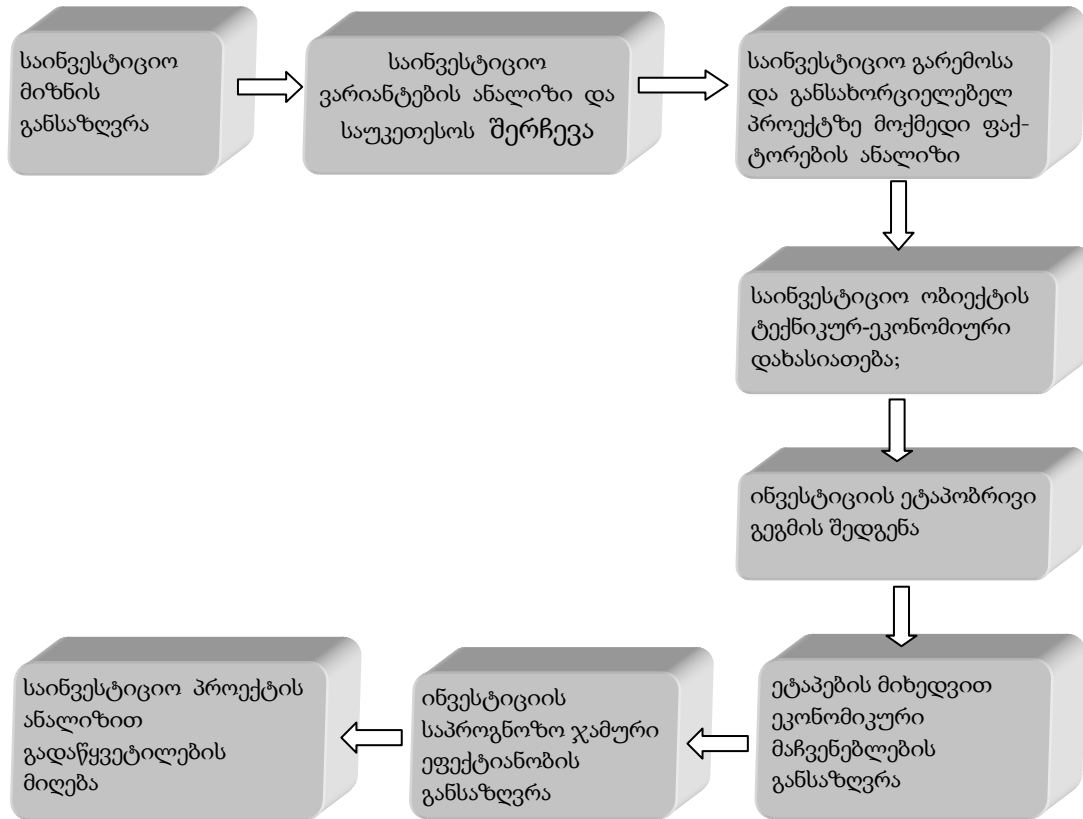 საინვესტიციო
მიზნის
განსაზღვრა
საინვესტიციო
ვარიანტების ანალიზი და
საუკეთესოს შერჩევა
საინვესტიციო გარემოსა
და განსახორციელებელ
პროექტზე მოქმედი ფაქ-
ტორების ანალიზი
საინვესტიციო ობიექტის
ტექნიკურ-ეკონომიური
დახასიათება;
ინვესტიციის ეტაპობრივი
გეგმის შედგენა
ეტაპების მიხედვით
ეკონომიკური
მაჩვენებლების
განსაზღვრა
ინვესტიციის
საპროგნოზო ჯამური
ეფექტიანობის
განსაზღვრა
საინვესტიციო პროექტის
ანალიზით
გადაწყვეტილების
მიღება